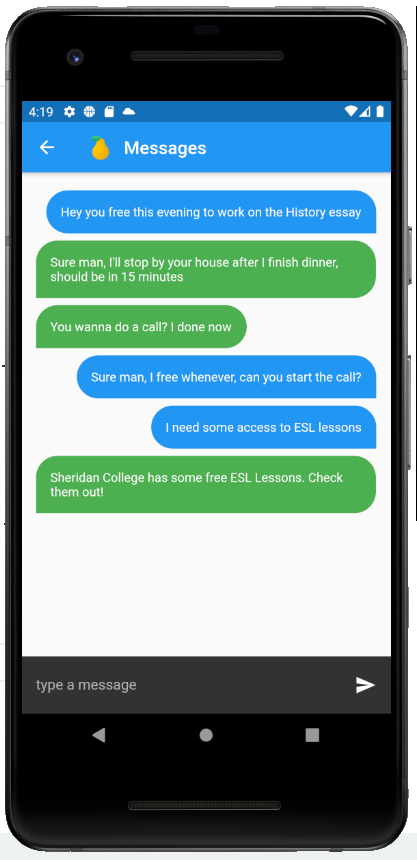 4:19
Messages
Hey you free this evening to work on the History essay
Sure man, I'll stop by your house after I finish dinner,
should be in 15 minutes
You wanna do a call? I done now
Sure man, I free whenever, can you start the call?
I need some access to ESL lessons
Sheridan College has some free ESL Lessons. Check
them out!
type a message